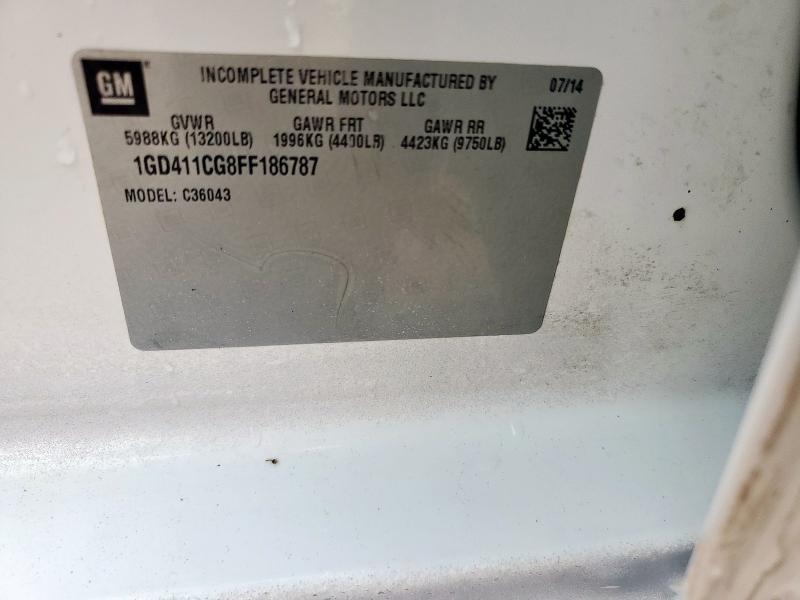 GM
INCOMPLETE VEHICLE MANUFACTURED BY
GENERAL MOTORS LLC
07/14
GVWR GAWR FRT GAWR RR
5988KG (13200LB) 1996KG (4400LB) 4423KG (9750LB)
1GD411CG8FF186787
MODEL: C36043